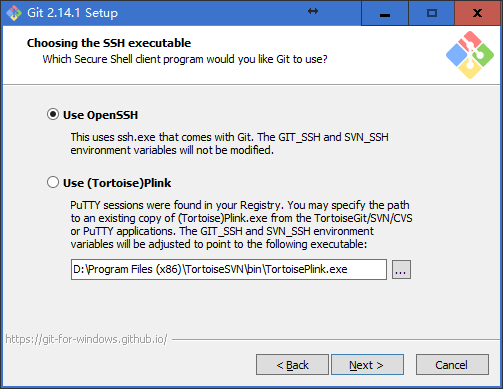 Git 2.14.1 Setup
Choosing the SSH executable
Which Secure Shell client program would you like Git to use?
Use OpenSSH
This uses ssh.exe that comes with Git. The GIT_SSH and SVN_SSH
environment variables will not be modified.
Use (Tortoise)Plink
PuTTY sessions were found in your Registry. You may specify the path
to an existing copy of (Tortoise)Plink.exe from the TortoiseGit/SVN/CVS
or PuTTY applications. The GIT_SSH and SVN_SSH environment
variables will be adjusted to point to the following executable:
D:\Program Files (x86)\TortoiseSVN\bin\TortoisePlink.exe
...
https://git-for-windows.github.io/
< Back
Next >
Cancel